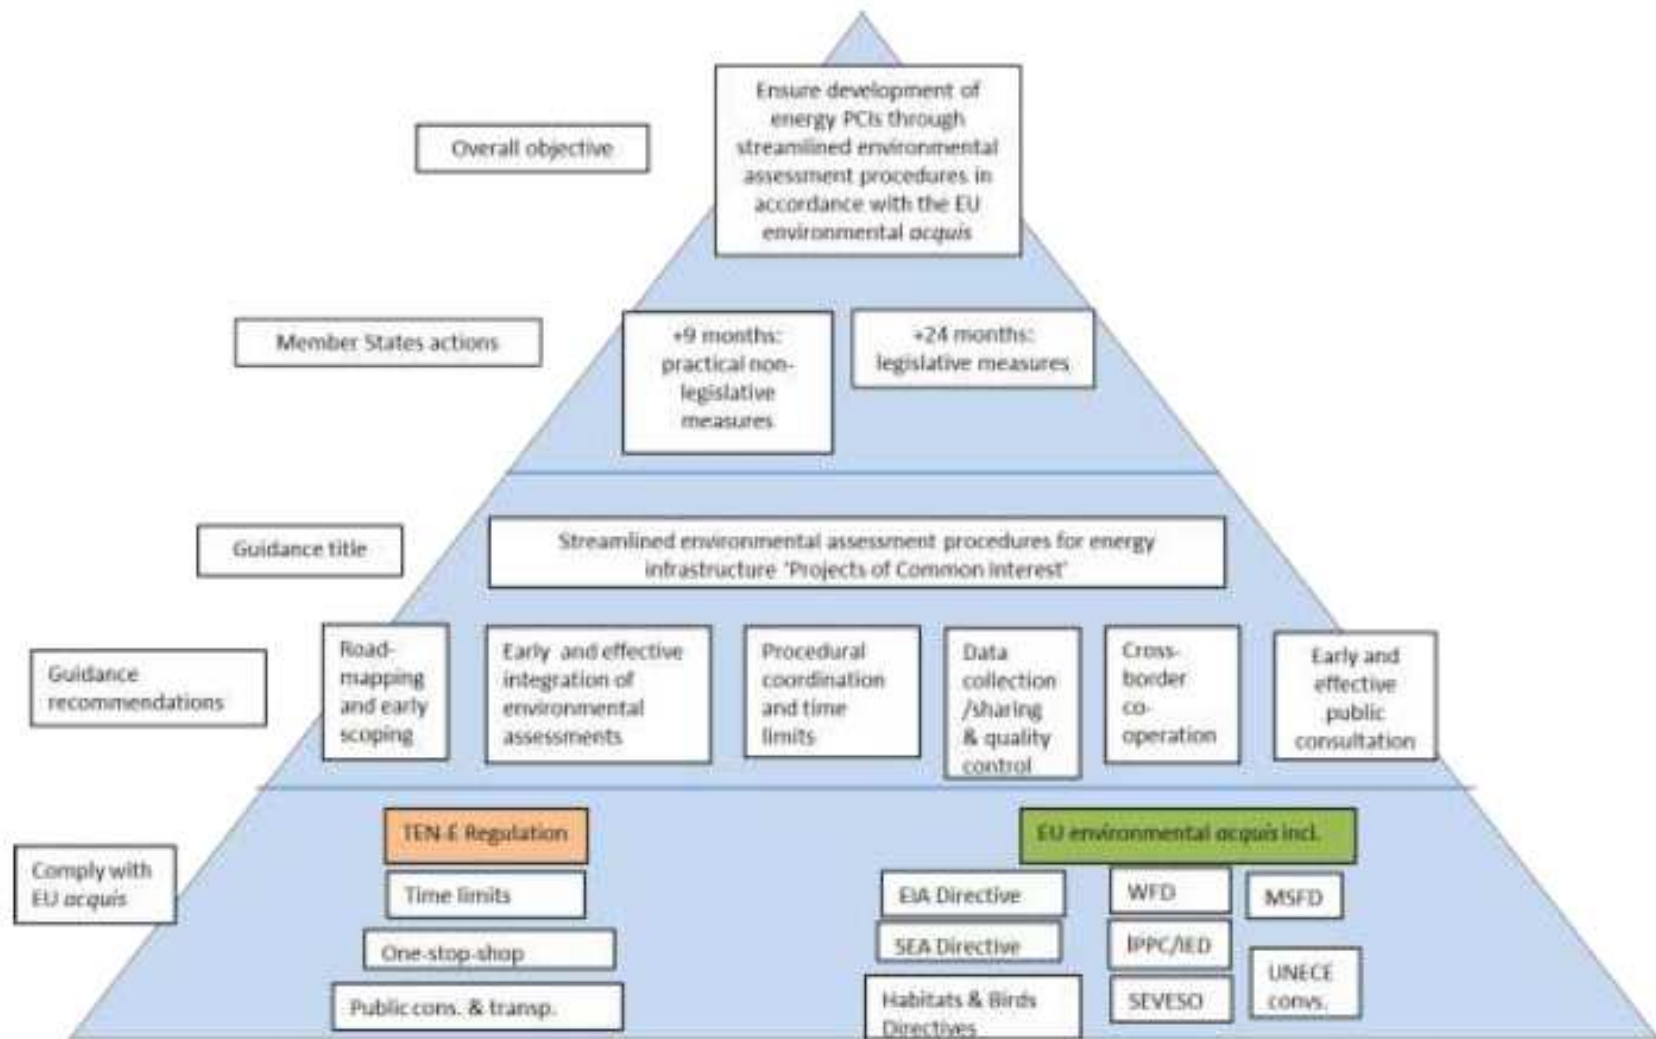 Ensure development of
energy PCIs through
streamlined environmental
assessment procedures in
accordance with the EU
environmental acquis
Overall objective
Member States actions
+9 months:
practical non-
legislative
measures
+24 months:
legislative measures
Guidance title
Streamlined environmental assessment procedures for energy
infrastructure 'Projects of Common Interest'
Guidance
recommendations
Road-
mapping
and early
scoping
Early and effective
integration of
environmental
assessments
Procedural
coordination
and time
limits
Data
collection
/sharing
& quality
control
Cross-
border
co-
operation
Early and
effective
public
consultation
Comply with
EU acquis
TEN-E Regulation
Time limits
One-stop-shop
Public cons. & transp.
EU environmental acquis incl.
EIA Directive
SEA Directive
Habitats & Birds
Directives
WFD
IPPC/IED
SEVESO
MSFD
UNECE
convs.